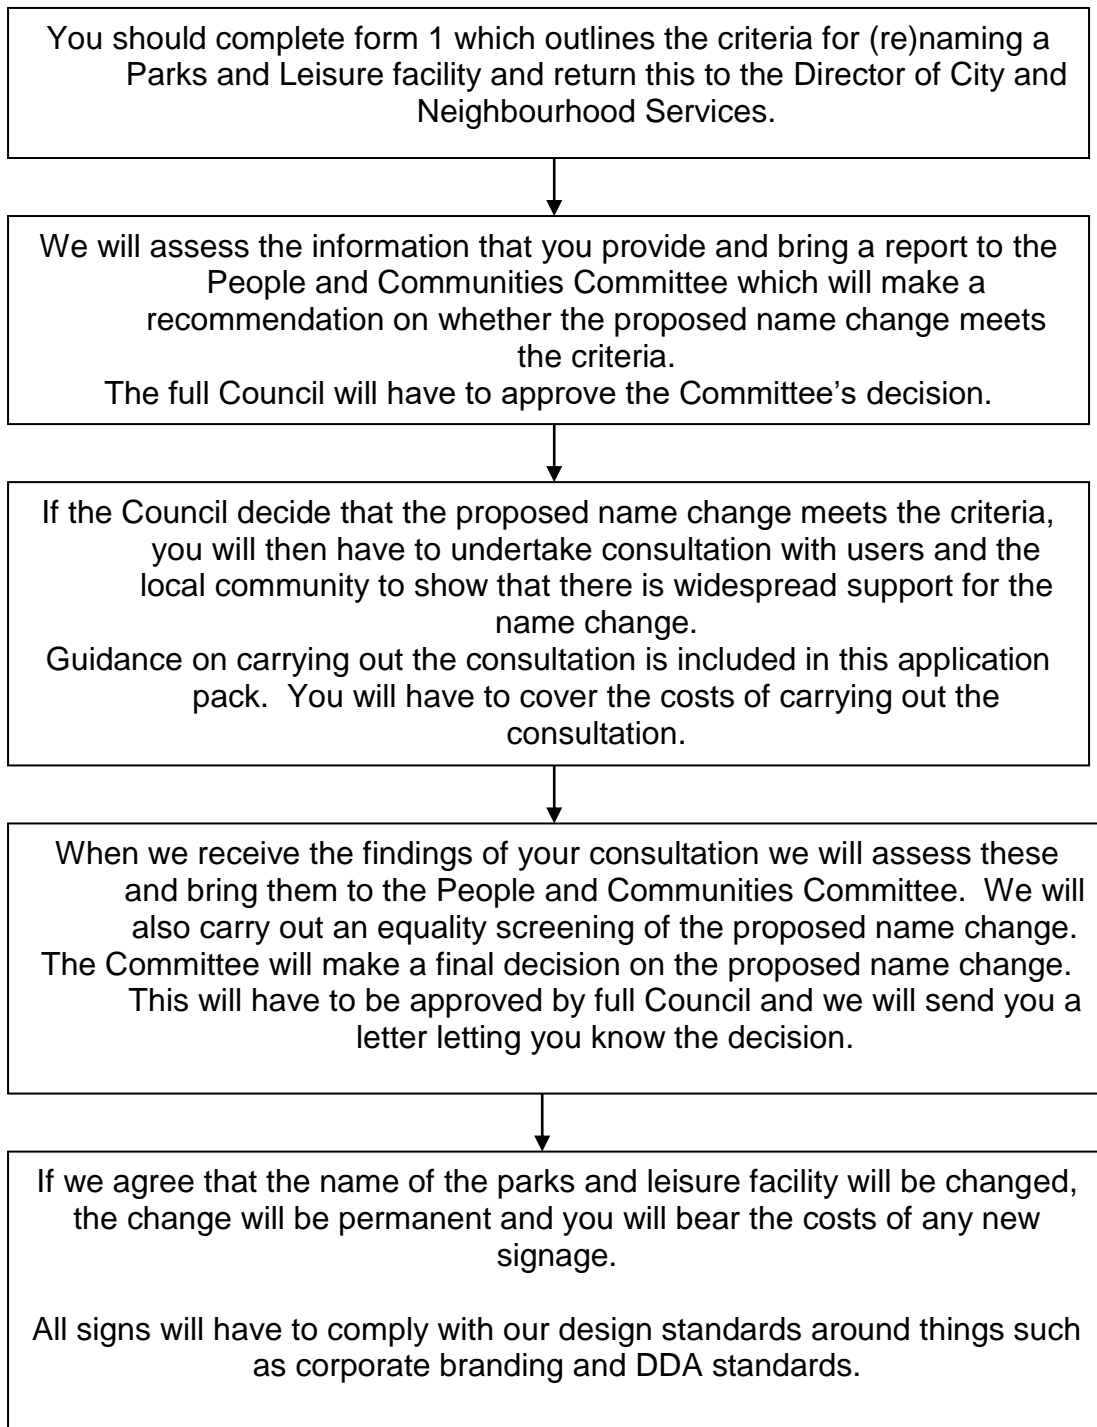 You should complete form 1 which outlines the criteria for (re)naming a
Parks and Leisure facility and return this to the Director of City and
Neighbourhood Services.
We will assess the information that you provide and bring a report to the
People and Communities Committee which will make a
recommendation on whether the proposed name change meets
the criteria.
The full Council will have to approve the Committee’s decision.
If the Council decide that the proposed name change meets the criteria,
you will then have to undertake consultation with users and the
local community to show that there is widespread support for the
name change.
Guidance on carrying out the consultation is included in this application
pack.  You will have to cover the costs of carrying out the
consultation.
When we receive the findings of your consultation we will assess these
and bring them to the People and Communities Committee.  We will
also carry out an equality screening of the proposed name change.
The Committee will make a final decision on the proposed name change.
This will have to be approved by full Council and we will send you a
letter letting you know the decision.
If we agree that the name of the parks and leisure facility will be changed,
the change will be permanent and you will bear the costs of any new
signage.
All signs will have to comply with our design standards around things such
as corporate branding and DDA standards.